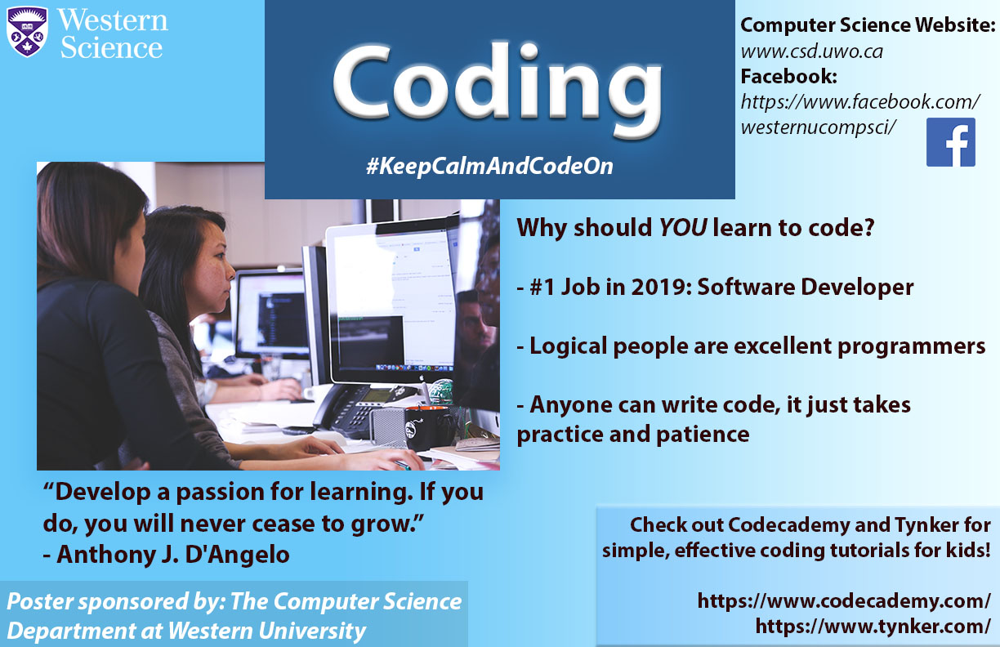 Western
Science
Coding
#KeepCalmAndCodeOn
Computer Science Website:
www.csd.uwo.ca
Facebook:
https://www.facebook.com/
westernucompsci/
f
Why should YOU learn to code?
- #1 Job in 2019: Software Developer
- Logical people are excellent programmers
- Anyone can write code, it just takes
practice and patience
“Develop a passion for learning. If you
do, you will never cease to grow.”
- Anthony J. D'Angelo
Poster sponsored by: The Computer Science
Department at Western University
Check out Codecademy and Tynker for
simple, effective coding tutorials for kids!
https://www.codecademy.com/
https://www.tynker.com/